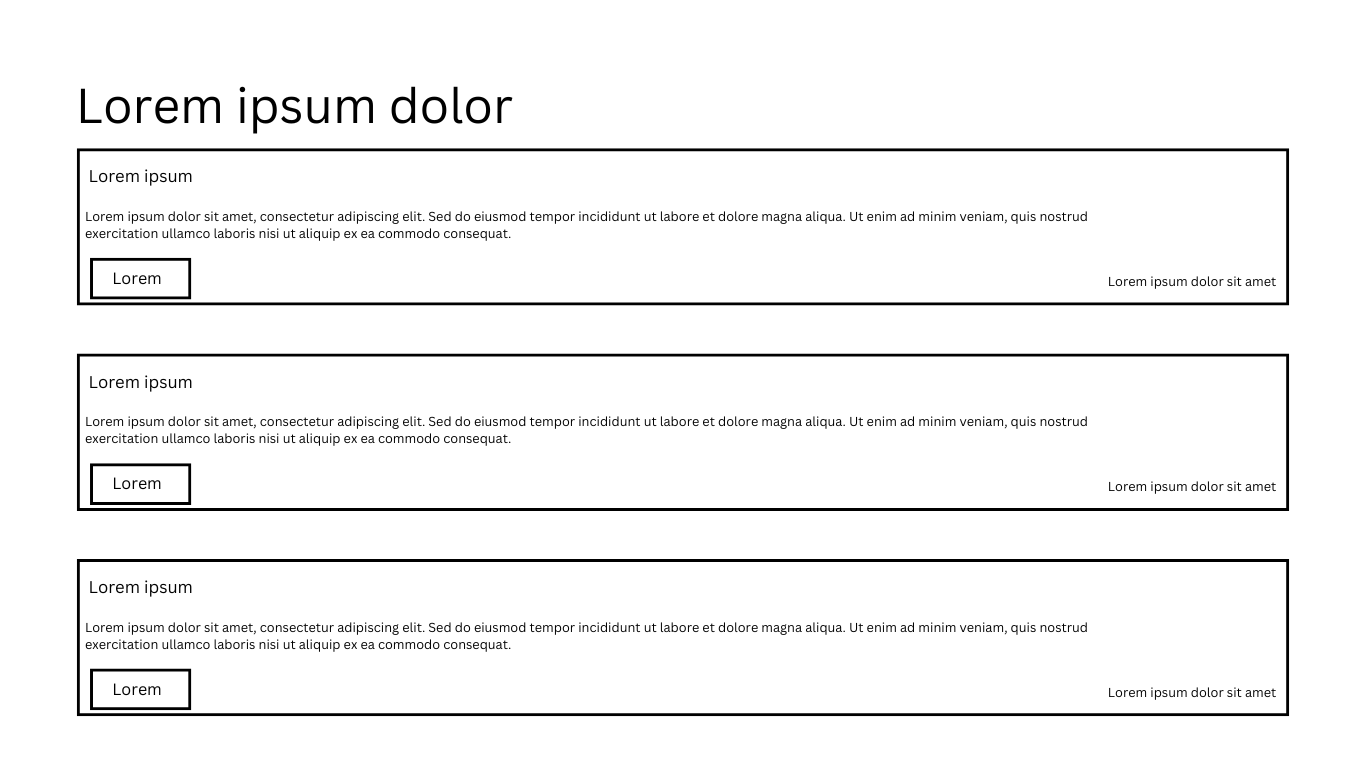 Lorem ipsum dolor
Lorem ipsum
Lorem ipsum dolor sit amet, consectetur adipiscing elit. Sed do eiusmod tempor incididunt ut labore et dolore magna aliqua. Ut enim ad minim veniam, quis nostrud
exercitation ullamco laboris nisi ut aliquip ex ea commodo consequat.
Lorem
Lorem ipsum dolor sit amet
Lorem ipsum
Lorem ipsum dolor sit amet, consectetur adipiscing elit. Sed do eiusmod tempor incididunt ut labore et dolore magna aliqua. Ut enim ad minim veniam, quis nostrud
exercitation ullamco laboris nisi ut aliquip ex ea commodo consequat.
Lorem
Lorem ipsum dolor sit amet
Lorem ipsum
Lorem ipsum dolor sit amet, consectetur adipiscing elit. Sed do eiusmod tempor incididunt ut labore et dolore magna aliqua. Ut enim ad minim veniam, quis nostrud
exercitation ullamco laboris nisi ut aliquip ex ea commodo consequat.
Lorem
Lorem ipsum dolor sit amet